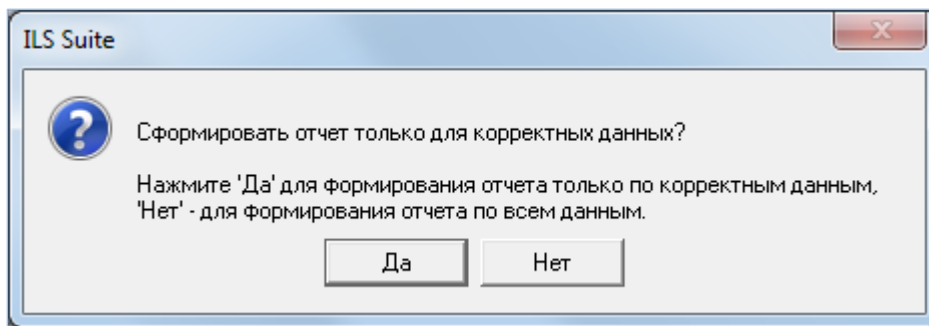 ILS Suite
Сформировать отчет только для корректных данных?
Нажмите 'Да' для формирования отчета только по корректным данным,
'Нет' - для формирования отчета по всем данным.
Да
Нет